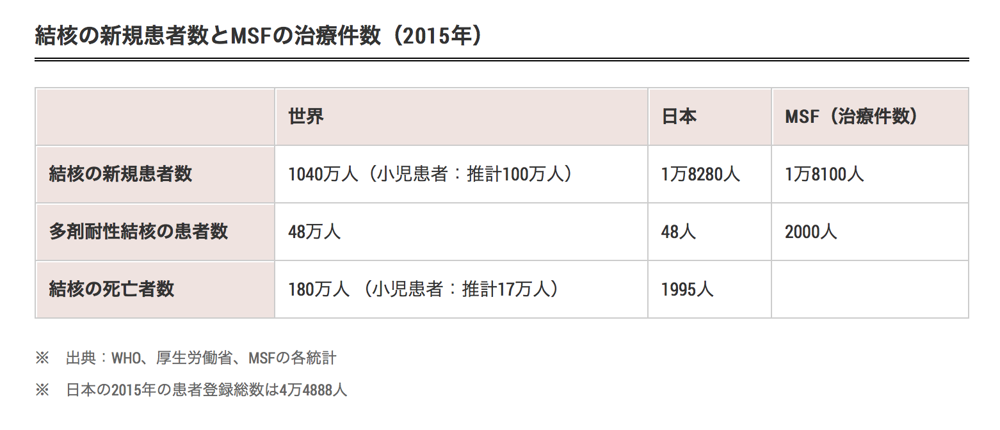 結核の新規患者数とMSFの治療件数（2015年）
世界 日本 MSF（治療件数）
結核の新規患者数 1040万人（小児患者：推計100万人） 1万8280人 1万8100人
多剤耐性結核の患者数 48万人 48人 2000人
結核の死亡者数 180万人 （小児患者：推計17万人） 1995人
※ 出典：WHO、厚生労働省、MSFの各統計
※ 日本の2015年の患者登録総数は4万4888人